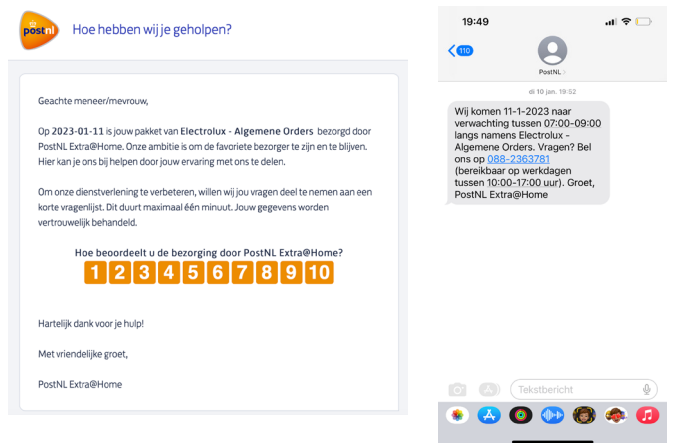 postnl
Hoe hebben wij je geholpen?
Geachte meneer/mevrouw,
Op 2023-01-11 is jouw pakket van Electrolux - Algemene Orders bezorgd door
PostNL Extra@Home. Onze ambitie is om de favoriete bezorger te zijn en te blijven.
Hier kan je ons bij helpen door jouw ervaring met ons te delen.
Om onze dienstverlening te verbeteren, willen wij jou vragen deel te nemen aan een
korte vragenlijst. Dit duurt maximaal één minuut. Jouw gegevens worden
vertrouwelijk behandeld.
Hoe beoordeelt u de bezorging door PostNL Extra@Home?
1 2 3 4 5 6 7 8 9 10
Hartelijk dank voor je hulp!
Met vriendelijke groet,
PostNL Extra@Home
19:49
110
PostNL
di 10 jan. 19:52
Wij komen 11-1-2023 naar
verwachting tussen 07:00-09:00
langs namens Electrolux -
Algemene Orders. Vragen? Bel
ons op 088-2363781
(bereikbaar op werkdagen
tussen 10:00-17:00 uur). Groet,
PostNL Extra@Home
Tekstbericht